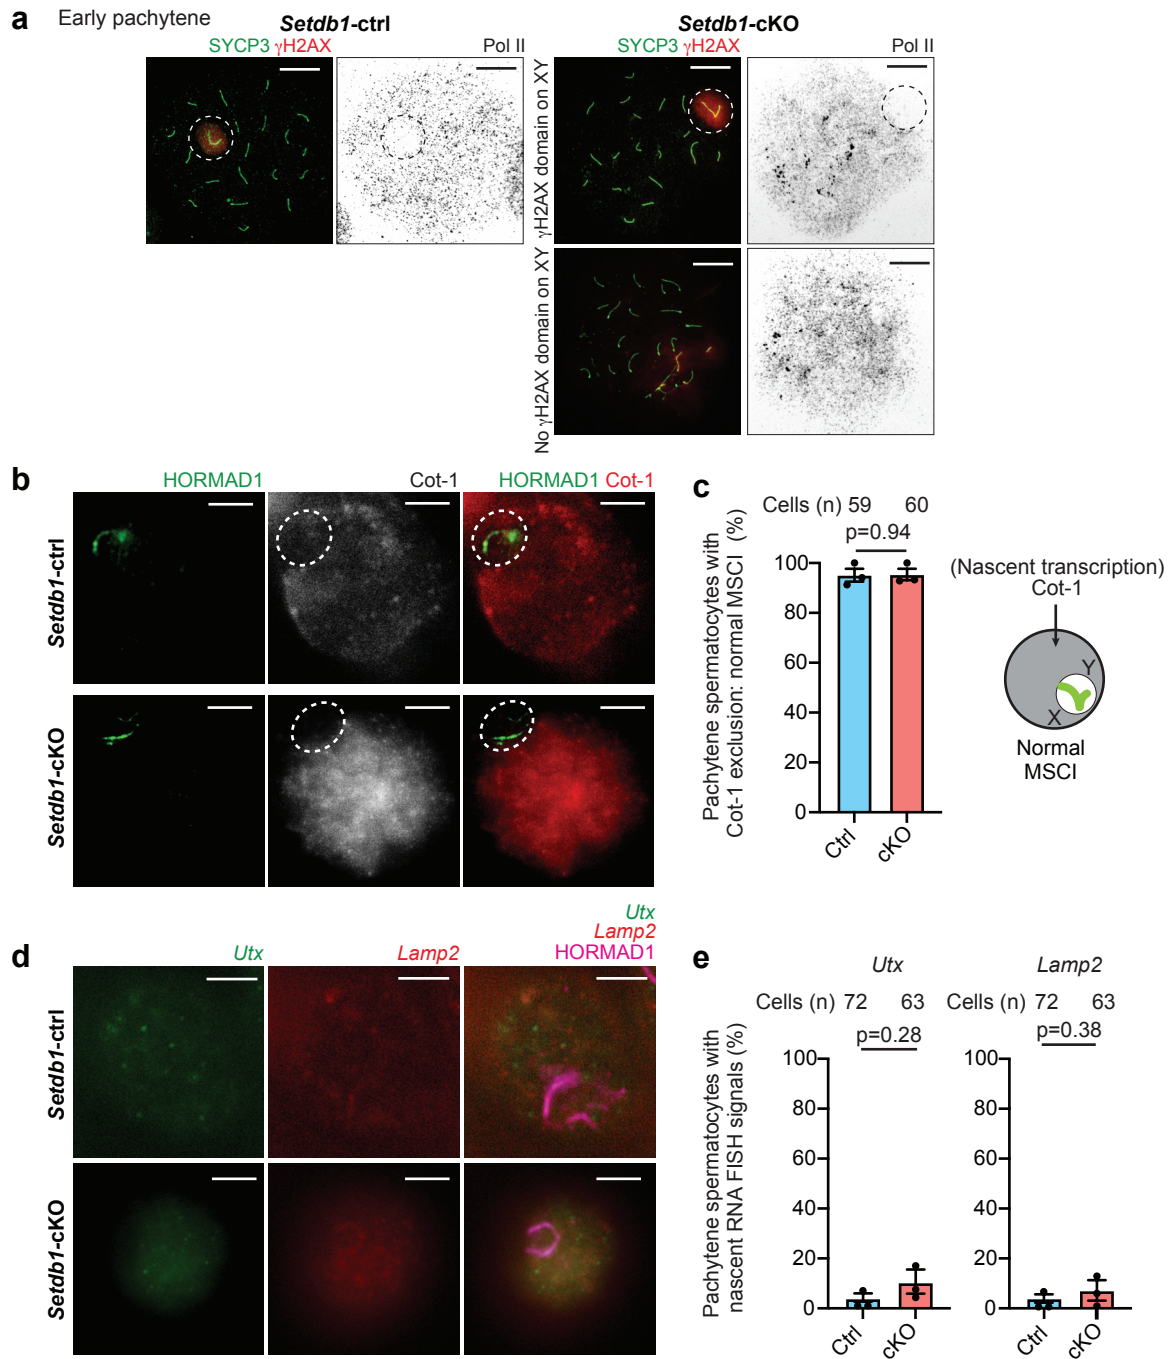 a
Early pachytene
Setdb1-ctrl
Setdb1-cKO
SYCP3 γH2AX
Pol II
SYCP3 γH2AX
Pol II
γH2AX domain on XY
No γH2AX domain on XY
b
HORMAD1
Cot-1
HORMAD1 Cot-1
Setdb1-ctrl
Setdb1-cKO
c
Cells (n) 59 60
p=0.94
Pachytene spermatocytes with
Cot-1 exclusion: normal MSCI (%)
100
80
60
40
20
0
Ctrl
cKO
(Nascent transcription)
Cot-1
Y
X
Normal
MSCI
d
Utx
Lamp2
Utx
Lamp2
HORMAD1
Setdb1-ctrl
Setdb1-cKO
e
Utx
Lamp2
Cells (n) 72 63
Cells (n) 72 63
p=0.28
p=0.38
Pachytene spermatocytes with
nascent RNA FISH signals (%)
100
80
60
40
20
0
Ctrl
cKO
100
80
60
40
20
0
Ctrl
cKO